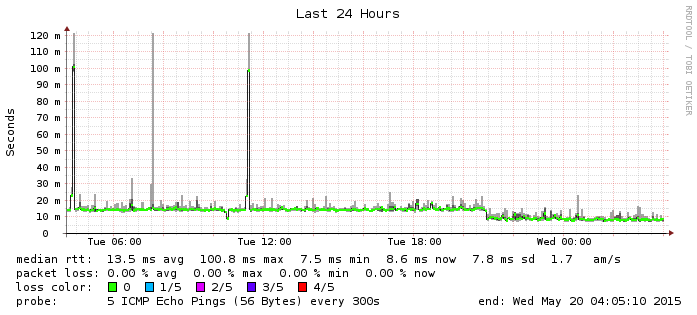 Last 24 Hours
RRDTOOL / TOBI OETIKER
Seconds
120 m
110 m
100 m
90 m
80 m
70 m
60 m
50 m
40 m
30 m
20 m
10 m
0
Tue 06:00 Tue 12:00 Tue 18:00 Wed 00:00
median rtt: 13.5 ms avg 100.8 ms max 7.5 ms min 8.6 ms now 7.8 ms sd 1.7 am/s
packet loss: 0.00 % avg 0.00 % max 0.00 % min 0.00 % now
loss color: 0 1/5 2/5 3/5 4/5
probe: 5 ICMP Echo Pings (56 Bytes) every 300s end: Wed May 20 04:05:10 2015